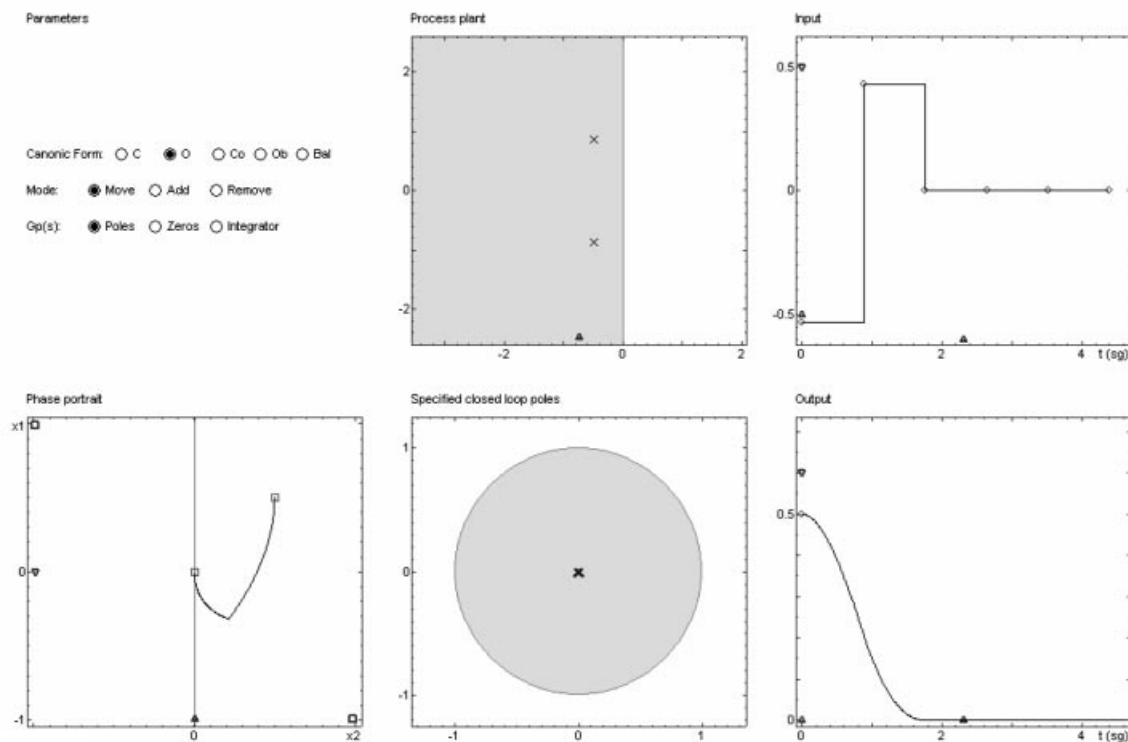 Parameters
Canonic Form: C O Co Ob Bal
Mode: Move Add Remove
Gp(s): Poles Zeros Integrator
Process plant
2
0
-2
-2 0 2
Input
0.5
0
-0.5
0 2 4 t (sg)
Phase portrait
x1
0
-1
0 x2
Specified closed loop poles
1
0
-1
-1 0 1
Output
0.5
0
0 2 4 t (sg)